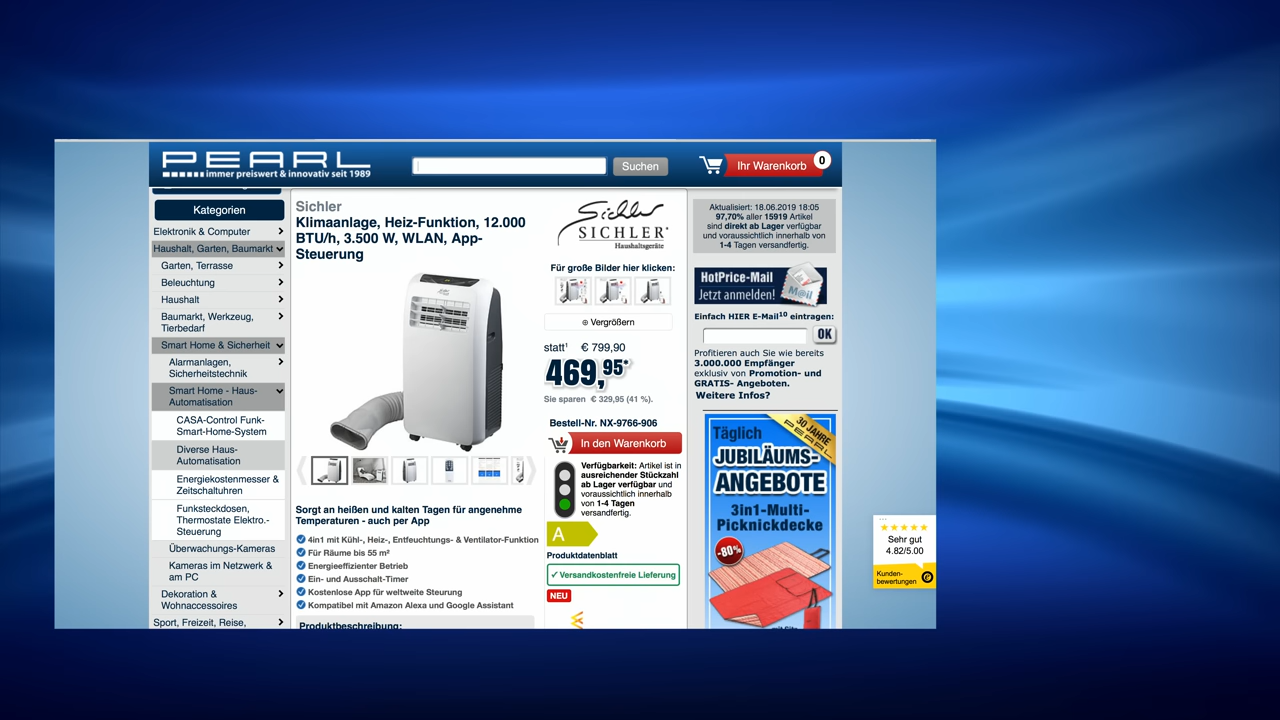 PEARL
immer preiswert & innovativ seit 1989
Suchen
Ihr Warenkorb
0
Kategorien
Elektronik & Computer
Haushalt, Garten, Baumarkt
Garten, Terrasse
Beleuchtung
Haushalt
Baumarkt, Werkzeug,
Tierbedarf
Smart Home & Sicherheit
Alarmanlagen,
Sicherheitstechnik
Smart Home - Haus-
Automatisation
CASA-Control Funk-
Smart-Home-System
Diverse Haus-
Automatisation
Energiekostenmesser &
Zeitschaltuhren
Funksteckdosen,
Thermostate Elektro.-
Steuerung
Überwachungs-Kameras
Kameras im Netzwerk &
am PC
Dekoration &
Wohnaccessoires
Sport, Freizeit, Reise,
Sichler
Klimaanlage, Heiz-Funktion, 12.000
BTU/h, 3.500 W, WLAN, App-
Steuerung
Sorgt an heißen und kalten Tagen für angenehme
Temperaturen - auch per App
4in1 mit Kühl-, Heiz-, Entfeuchtungs- & Ventilator-Funktion
Für Räume bis 55 m²
Energieeffizienter Betrieb
Ein- und Ausschalt-Timer
Kostenlose App für weltweite Steurung
Kompatibel mit Amazon Alexa und Google Assistant
Produktbeschreibung:
Sichler
SICHLER®
Haushaltsgeräte
Für große Bilder hier klicken:
⊕ Vergrößern
statt¹ € 799,90
469,95*
Sie sparen € 329,95 (41 %).
Bestell-Nr. NX-9766-906
In den Warenkorb
Verfügbarkeit: Artikel ist in
ausreichender Stückzahl
ab Lager verfügbar und
voraussichtlich innerhalb
von 1-4 Tagen
versandfertig.
A
Produktdatenblatt
✓ Versandkostenfreie Lieferung
NEU
Aktualisiert: 18.06.2019 18:05
97,70% aller 15919 Artikel
sind direkt ab Lager verfügbar
und voraussichtlich innerhalb von
1-4 Tagen versandfertig.
HotPrice-Mail
Jetzt anmelden!
M@il
Einfach HIER E-Mail¹⁰ eintragen:
OK
Profitieren auch Sie wie bereits
3.000.000 Empfänger
exklusiv von Promotion- und
GRATIS- Angeboten.
Weitere Infos?
30 JAHRE
PEARL
Täglich
JUBILÄUMS-
ANGEBOTE
3in1-Multi-
Picknickdecke
-80%
...
Sehr gut
4.82/5.00
Kunden-
bewertungen